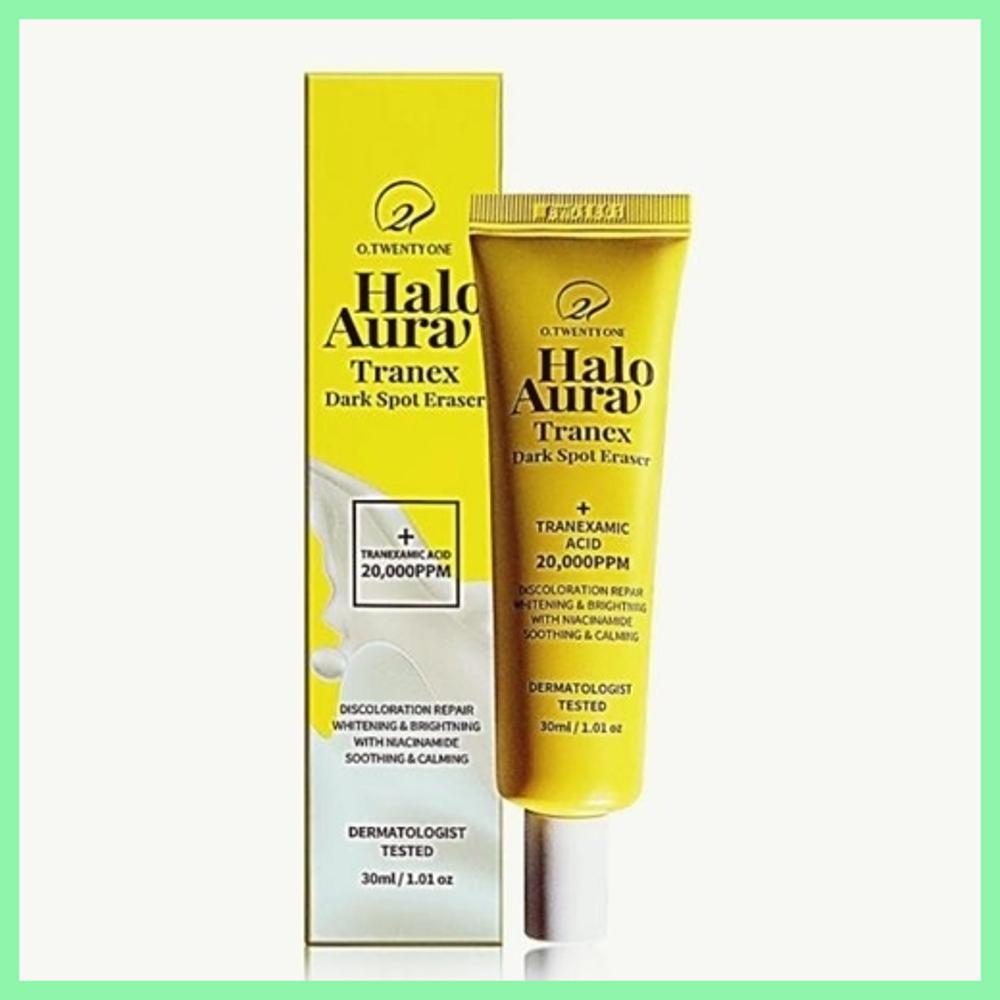 2
O.TWENTY ONE
Halo
Aura
Tranex
Dark Spot Eraser
+
TRANEXAMIC ACID
20,000PPM
DISCOLORATION REPAIR
WHITENING & BRIGHTNING
WITH NIACINAMIDE
SOOTHING & CALMING
DERMATOLOGIST
TESTED
30ml / 1.01 oz
2
O.TWENTY ONE
Halo
Aura
Tranex
Dark Spot Eraser
+
TRANEXAMIC
ACID
20,000PPM
DISCOLORATION REPAIR
WHITENING & BRIGHTNING
WITH NIACINAMIDE
SOOTHING & CALMING
DERMATOLOGIST
TESTED
30ml / 1.01 oz